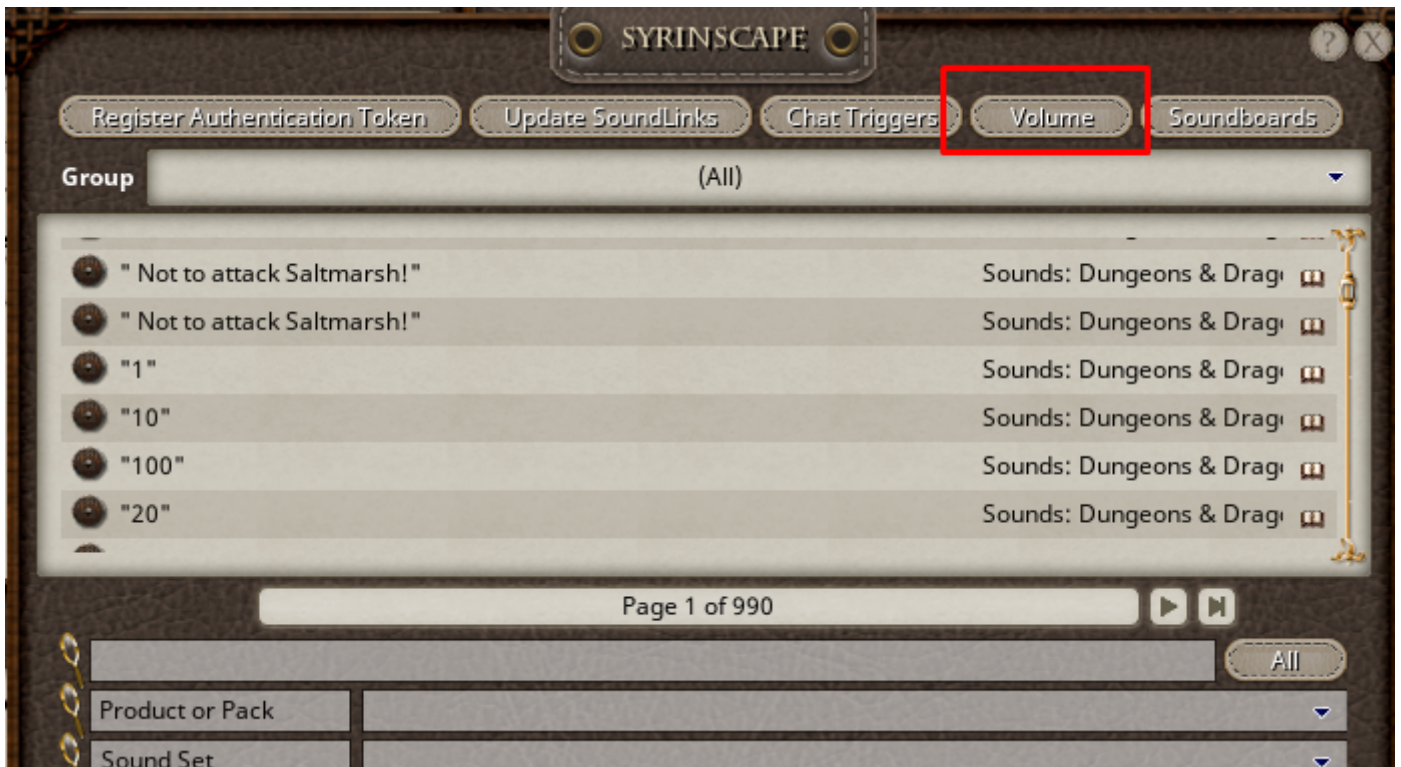 SYRINSCAPE
? X
Register Authentication Token Update SoundLinks Chat Triggers Volume Soundboards
Group (All)
" Not to attack Saltmarsh!" Sounds: Dungeons & Drag
" Not to attack Saltmarsh!" Sounds: Dungeons & Drag
"1" Sounds: Dungeons & Drag
"10" Sounds: Dungeons & Drag
"100" Sounds: Dungeons & Drag
"20" Sounds: Dungeons & Drag
Page 1 of 990
All
Product or Pack
Sound Set